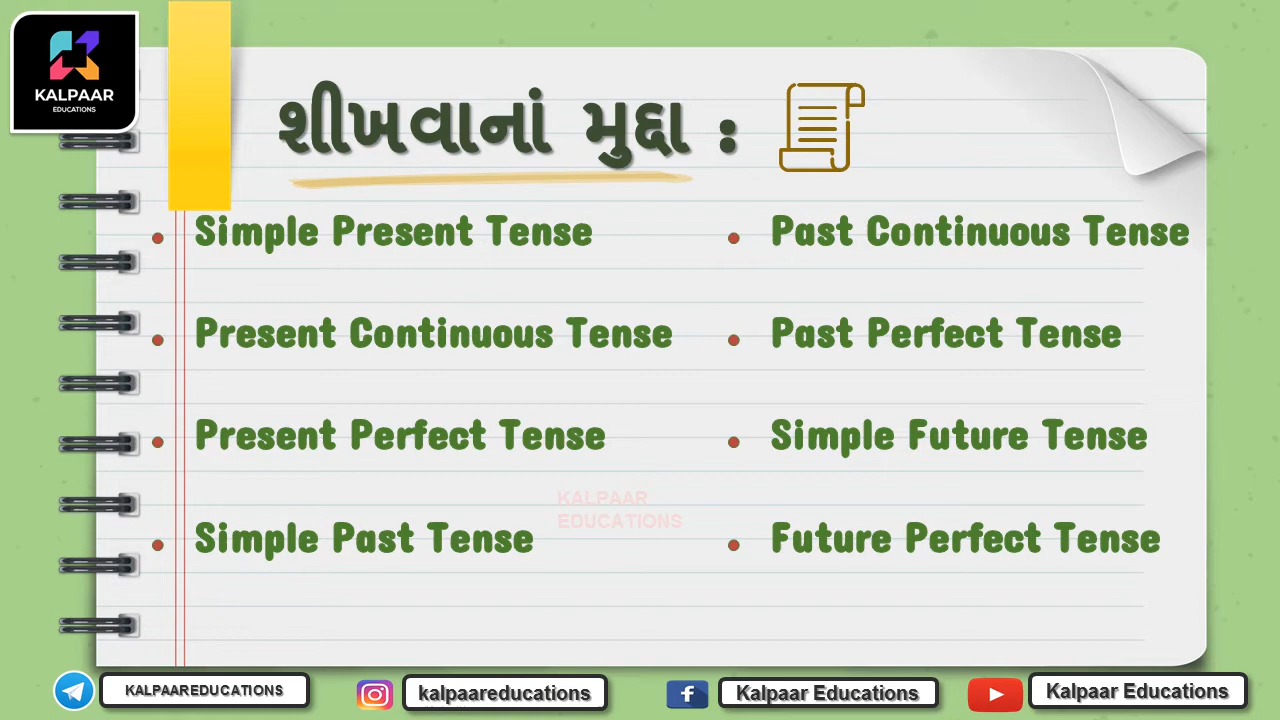 KALPAAR
EDUCATIONS
શીખવાનાં મુદ્દા :
Simple Present Tense
Present Continuous Tense
Present Perfect Tense
Simple Past Tense
Past Continuous Tense
Past Perfect Tense
Simple Future Tense
Future Perfect Tense
KALPAAR
EDUCATIONS
KALPAAREDUCATIONS
kalpaareducations
Kalpaar Educations
Kalpaar Educations